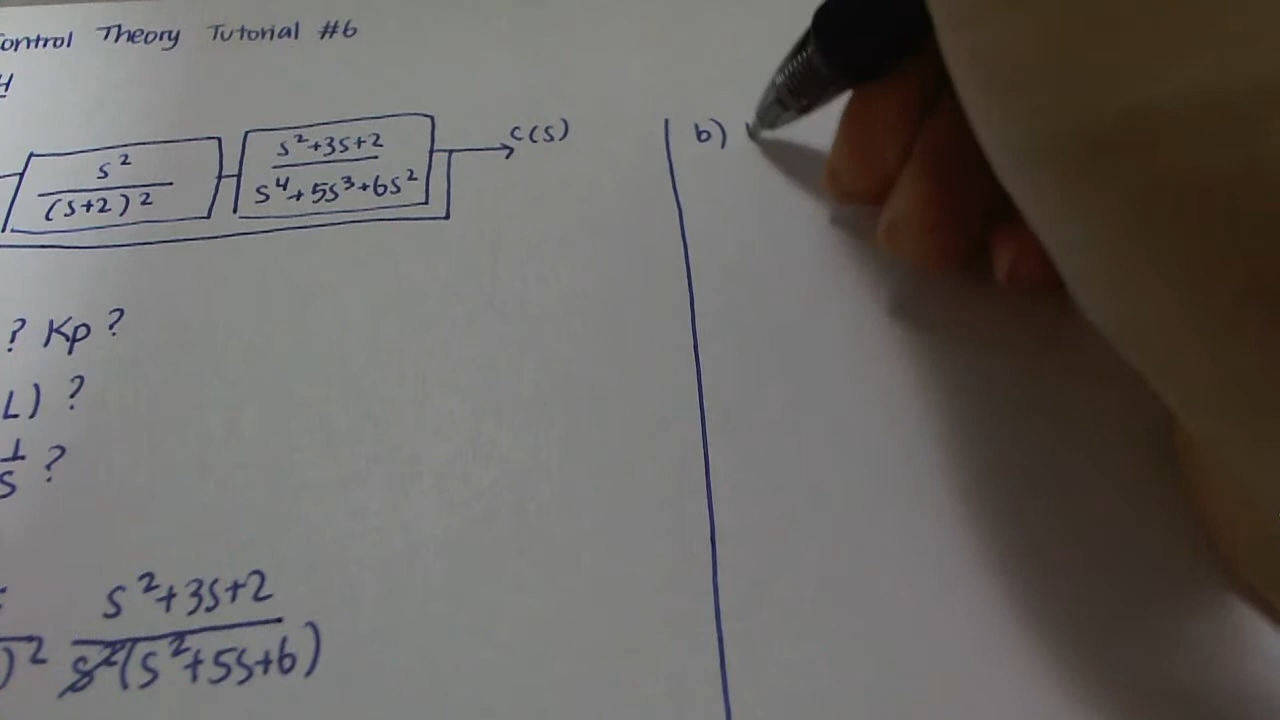 ontrol Theory Tutorial #6
H
s²
(s+2)²
s²+3s+2
s⁴+5s³+6s²
C(s)
? Kp ?
L) ?
1
s ?
s²+3s+2
)² s²(s²+5s+6)
b)